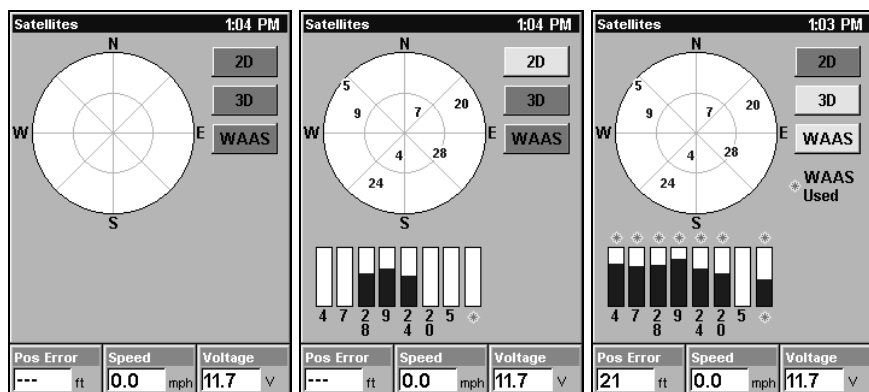 Satellites 1:04 PM
N
2D
3D
W E WAAS
S
Pos Error Speed Voltage
--- ft 0.0 mph 11.7 V
Satellites 1:04 PM
N
2D
5
20
7
3D
9
W E WAAS
28
4
24
S
4 7 28 9 24 20 5
Pos Error Speed Voltage
--- ft 0.0 mph 11.7 V
Satellites 1:03 PM
N
2D
5
20
7
3D
9
W E WAAS
28
4
24
WAAS
Used
S
4 7 28 9 24 20 5
Pos Error Speed Voltage
21 ft 0.0 mph 11.7 V